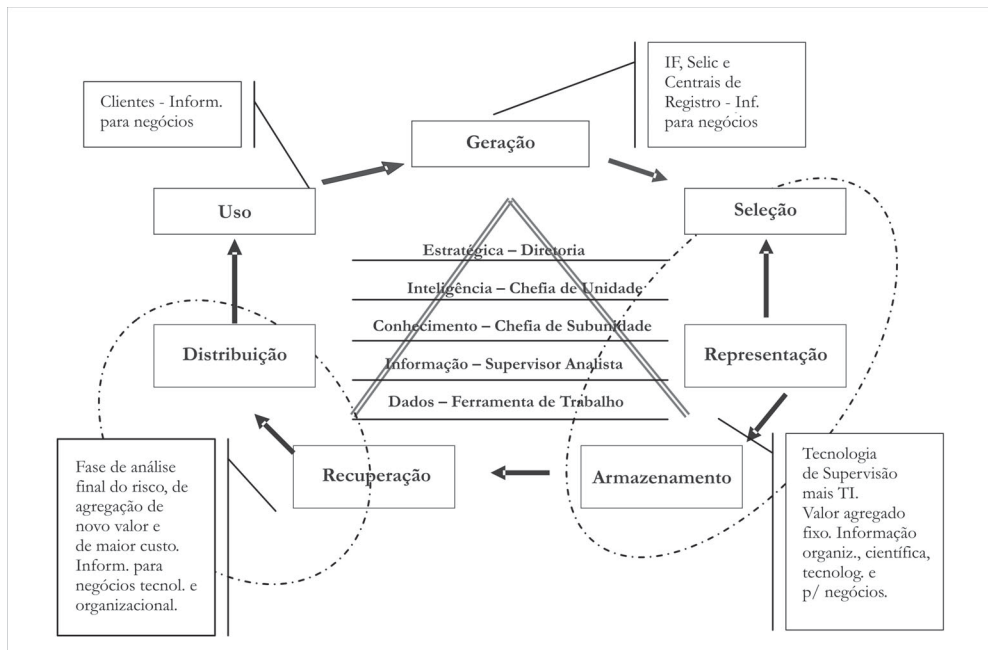 IF, Selic e
Centrais de
Registro - Inf.
para negócios
Clientes - Inform.
para negócios
Geração
Uso
Seleção
Estratégica – Diretoria
Inteligência – Chefia de Unidade
Conhecimento – Chefia de Subunidade
Informação – Supervisor Analista
Dados – Ferramenta de Trabalho
Distribuição
Representação
Recuperação
Armazenamento
Fase de análise
final do risco, de
agregação de
novo valor e
de maior custo.
Inform. para
negócios tecnol. e
organizacional.
Tecnologia
de Supervisão
mais TI.
Valor agregado
fixo. Informação
organiz., científica,
tecnolog. e
p/ negócios.